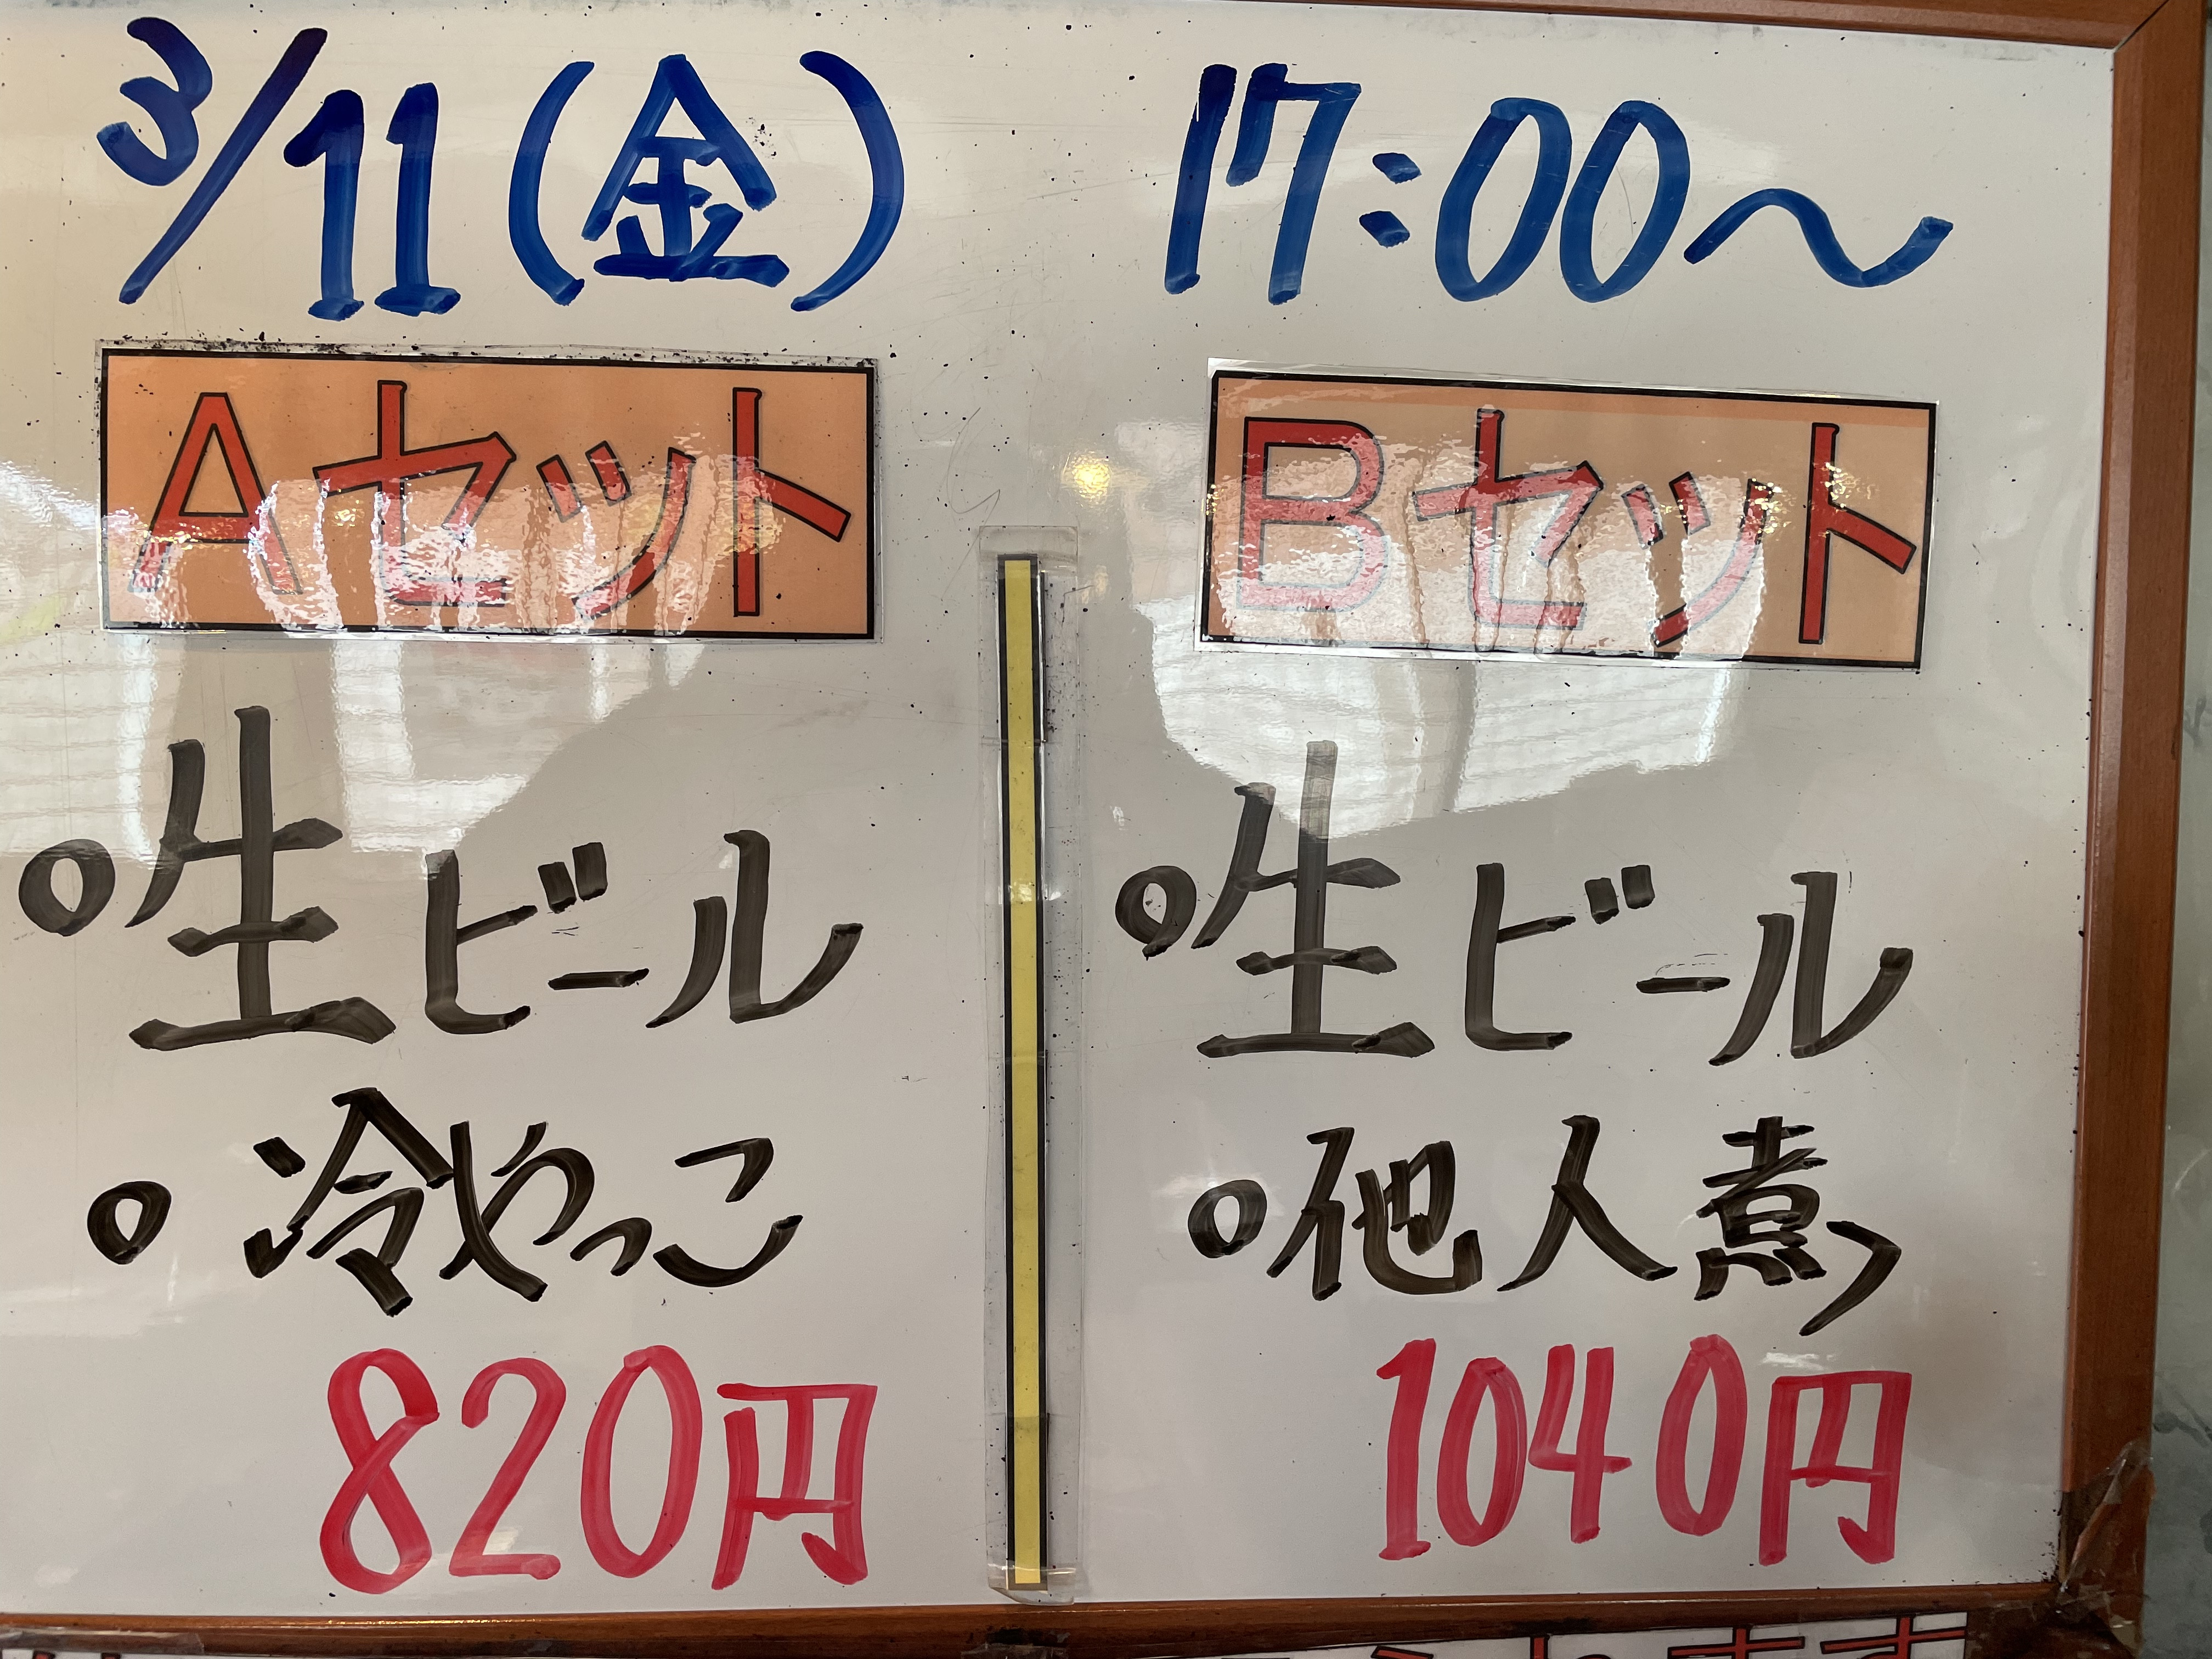 3/11(金) 17:00～
Aセット
Bセット
○生ビール
○冷やっこ
820円
○生ビール
○他人煮
1040円